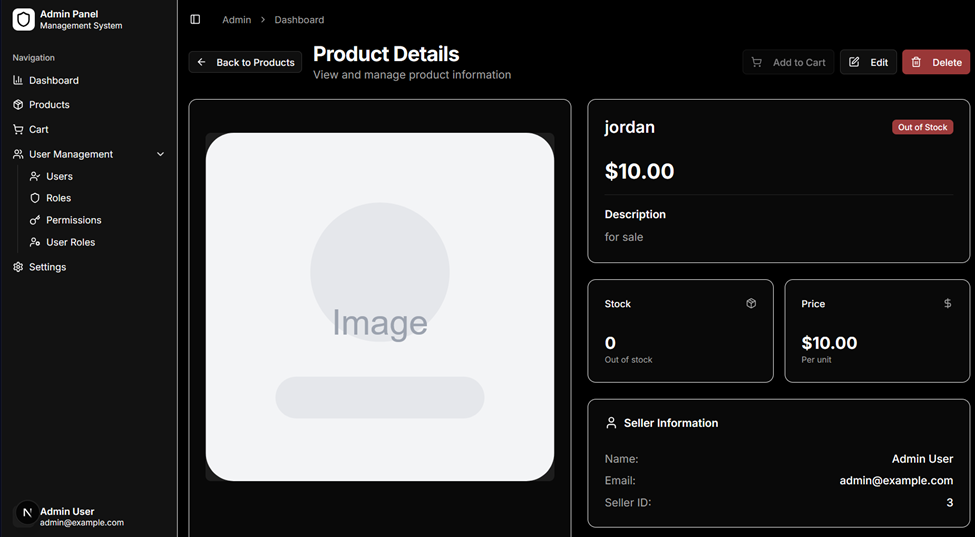 Admin Panel
Management System
Navigation
Dashboard
Products
Cart
User Management
Users
Roles
Permissions
User Roles
Settings
N
Admin User
admin@example.com
Admin > Dashboard
Back to Products
Product Details
View and manage product information
Add to Cart
Edit
Delete
Image
jordan
Out of Stock
$10.00
Description
for sale
Stock
0
Out of stock
Price
$
$10.00
Per unit
Seller Information
Name: Admin User
Email: admin@example.com
Seller ID: 3